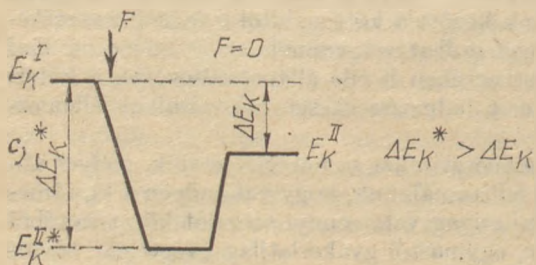 F
E_K^I F=0
ΔE_K
c, ΔE_K^* E_K^II ΔE_K^* > ΔE_K
E_K^II*